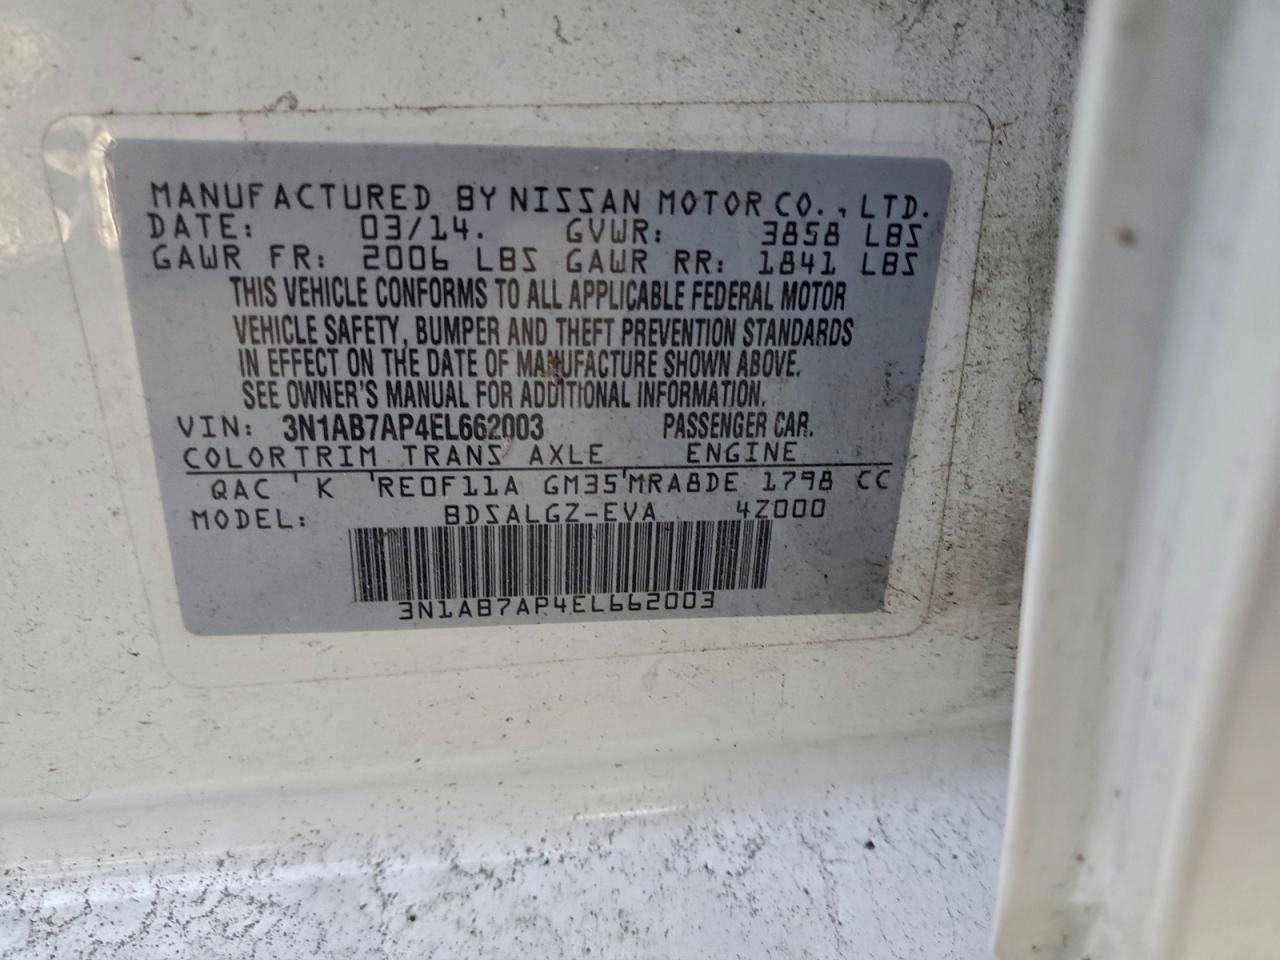 MANUFACTURED BY NISSAN MOTOR CO., LTD.
DATE: 03/14. GVWR: 3858 LBS
GAWR FR: 2006 LBS GAWR RR: 1841 LBS
THIS VEHICLE CONFORMS TO ALL APPLICABLE FEDERAL MOTOR
VEHICLE SAFETY, BUMPER AND THEFT PREVENTION STANDARDS
IN EFFECT ON THE DATE OF MANUFACTURE SHOWN ABOVE.
SEE OWNER'S MANUAL FOR ADDITIONAL INFORMATION.
VIN: 3N1AB7AP4EL662003 PASSENGER CAR.
COLORTRIM TRANS AXLE ENGINE
QAC ' K 'RE0F11A GM35'MRA8DE 1798 CC
MODEL: BDSALGZ-EVA 4Z000
3N1AB7AP4EL662003